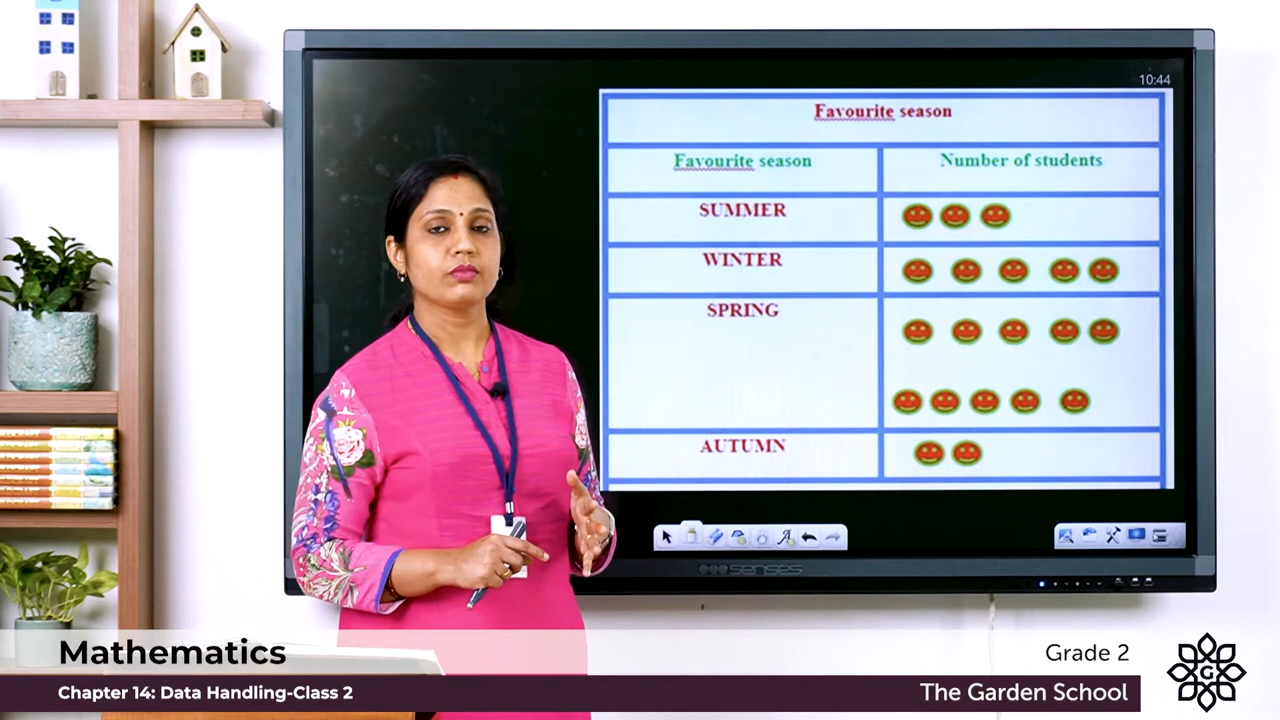 10:44
Favourite season
Favourite season Number of students
SUMMER
WINTER
SPRING
AUTUMN
senses
Mathematics
Grade 2
Chapter 14: Data Handling-Class 2
The Garden School
G